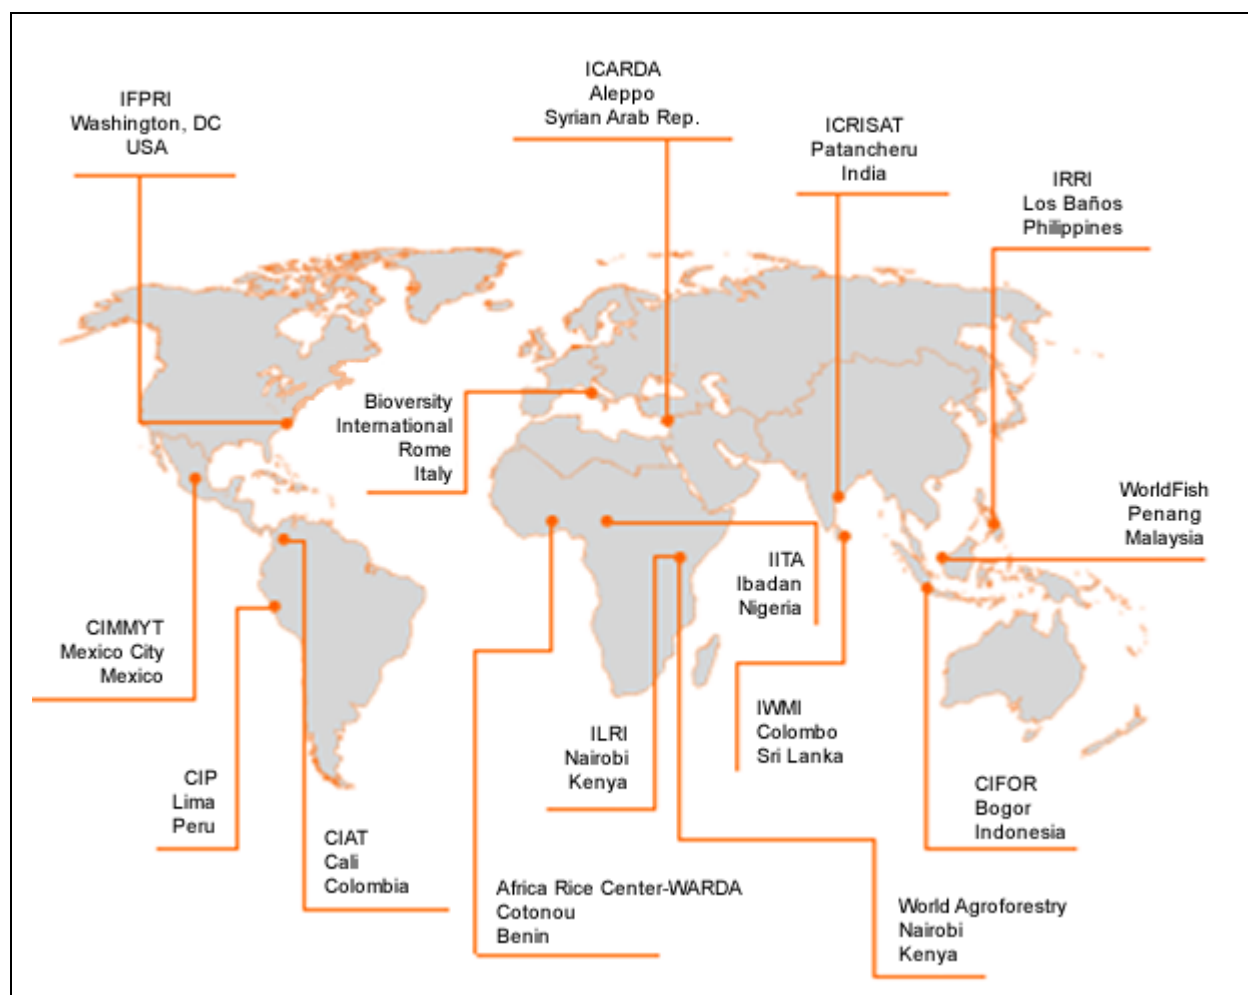 ICARDA
Aleppo
Syrian Arab Rep.
IFPRI
Washington, DC
USA
ICRISAT
Patancheru
India
IRRI
Los Baños
Philippines
Bioversity
International
Rome
Italy
WorldFish
Penang
Malaysia
IITA
Ibadan
Nigeria
CIMMYT
Mexico City
Mexico
IWMI
Colombo
Sri Lanka
ILRI
Nairobi
Kenya
CIP
Lima
Peru
CIFOR
Bogor
Indonesia
CIAT
Cali
Colombia
Africa Rice Center-WARDA
Cotonou
Benin
World Agroforestry
Nairobi
Kenya